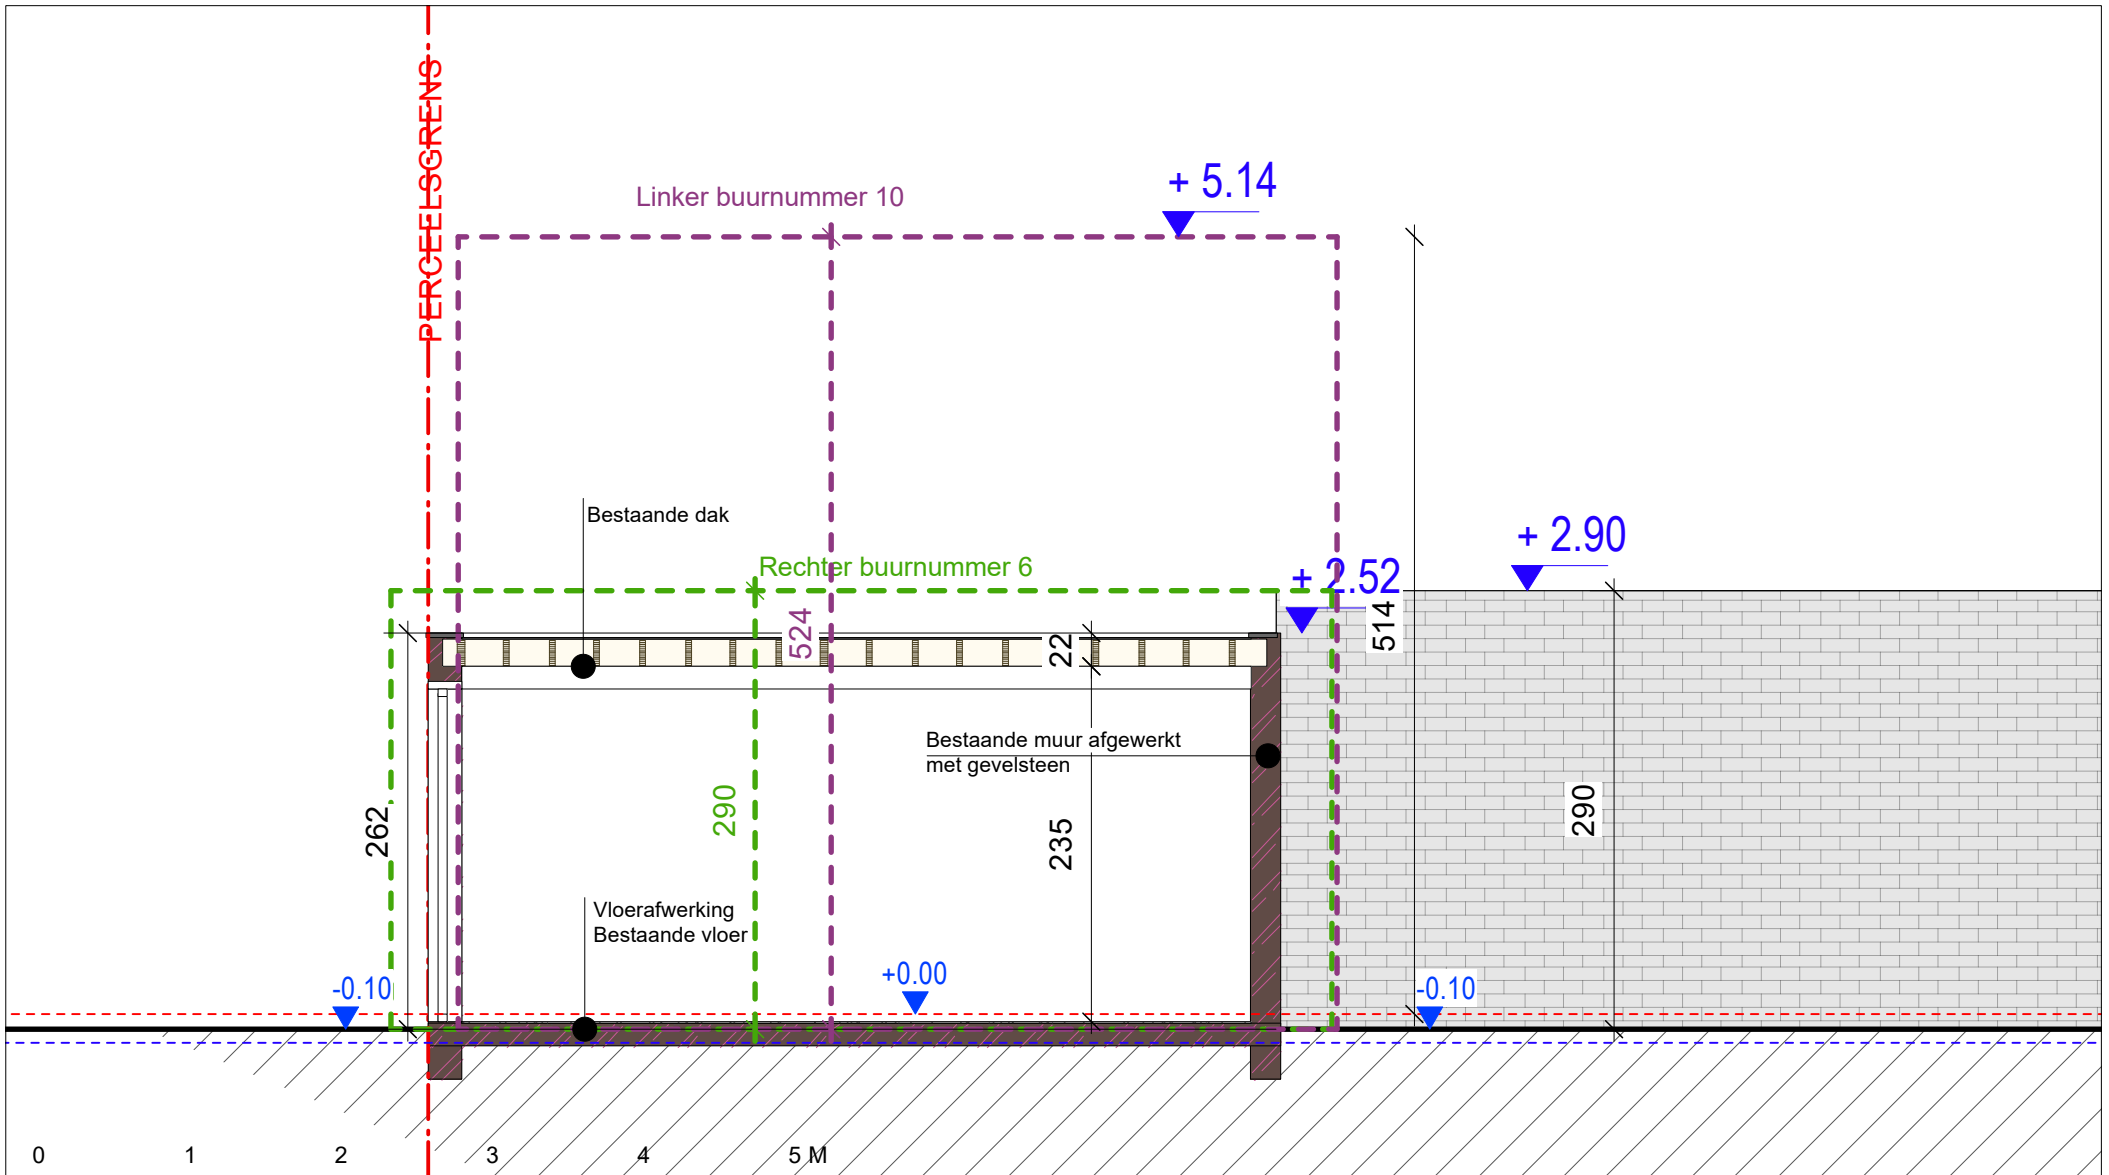 PERCEELSGRENS
+ 5.14
Linker buurnummer 10
Bestaande dak
+ 2.90
Rechter buurnummer 6
+ 2.52
524
22
514
Bestaande muur afgewerkt
met gevelsteen
262
290
235
290
Vloerafwerking
Bestaande vloer
-0.10
+0.00
-0.10
0 1 2 3 4 5 M